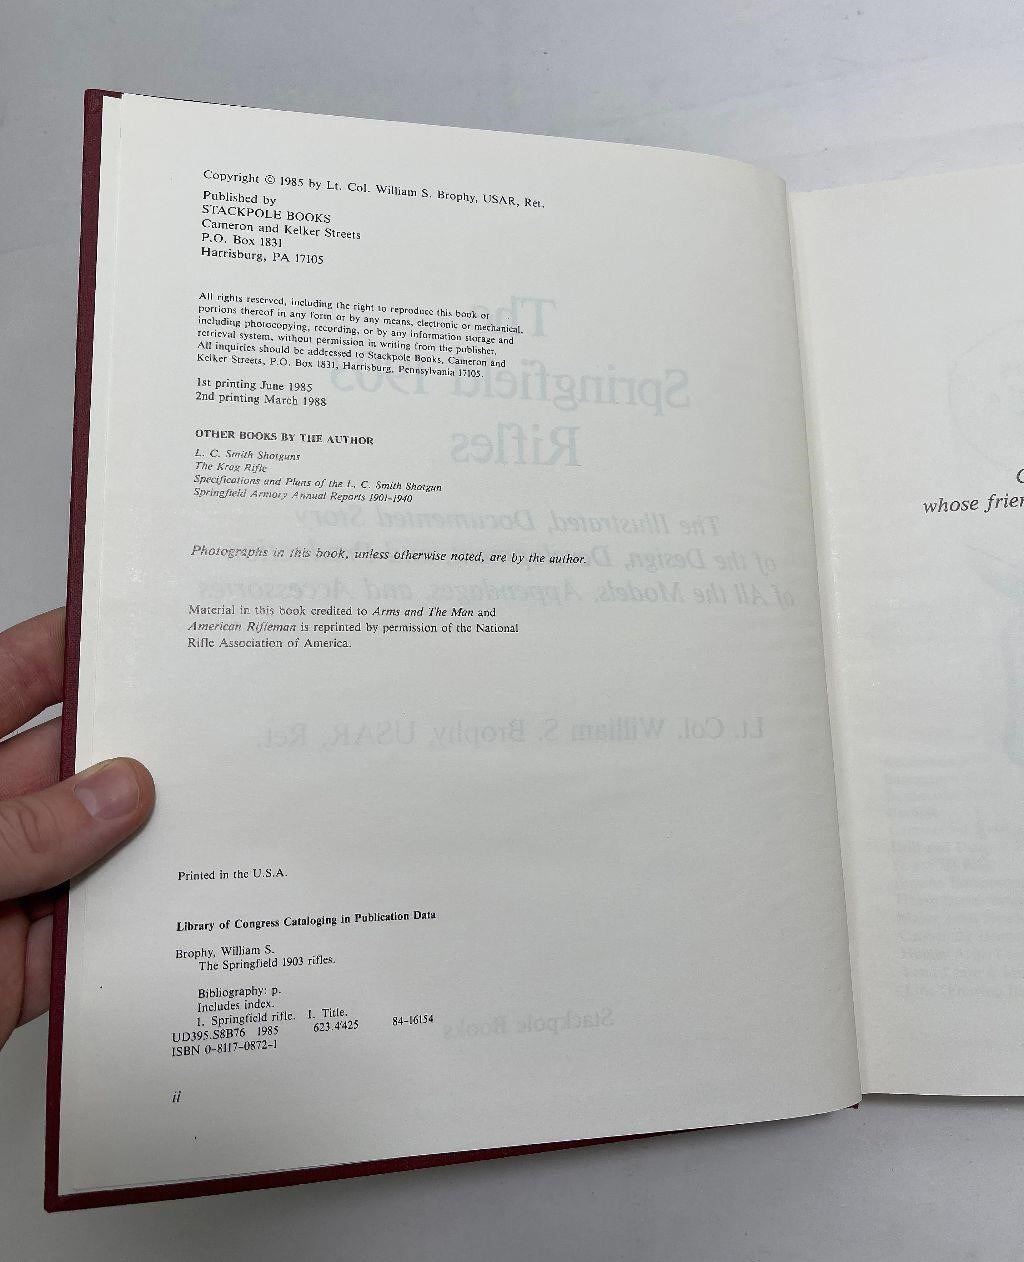 Copyright © 1985 by Lt. Col. William S. Brophy, USAR, Ret.
Published by
STACKPOLE BOOKS
Cameron and Kelker Streets
P.O. Box 1831
Harrisburg, PA 17105
All rights reserved, including the right to reproduce this book or
portions thereof in any form or by any means, electronic or mechanical,
including photocopying, recording, or by any information storage and
retrieval system, without permission in writing from the publisher.
All inquiries should be addressed to Stackpole Books, Cameron and
Kelker Streets, P.O. Box 1831, Harrisburg, Pennsylvania 17105.
1st printing June 1985
2nd printing March 1988
OTHER BOOKS BY THE AUTHOR
L. C. Smith Shotguns
The Krag Rifle
Specifications and Plans of the L. C. Smith Shotgun
Springfield Armory Annual Reports 1901-1940
Photographs in this book, unless otherwise noted, are by the author.
Material in this book credited to Arms and The Man and
American Rifleman is reprinted by permission of the National
Rifle Association of America.
Printed in the U.S.A.
Library of Congress Cataloging in Publication Data
Brophy, William S.
The Springfield 1903 rifles.
Bibliography: p.
Includes index.
1. Springfield rifle. I. Title.
UD395.S8B76 1985 623.4'425 84-16154
ISBN 0-8117-0872-1
ii
whose frien